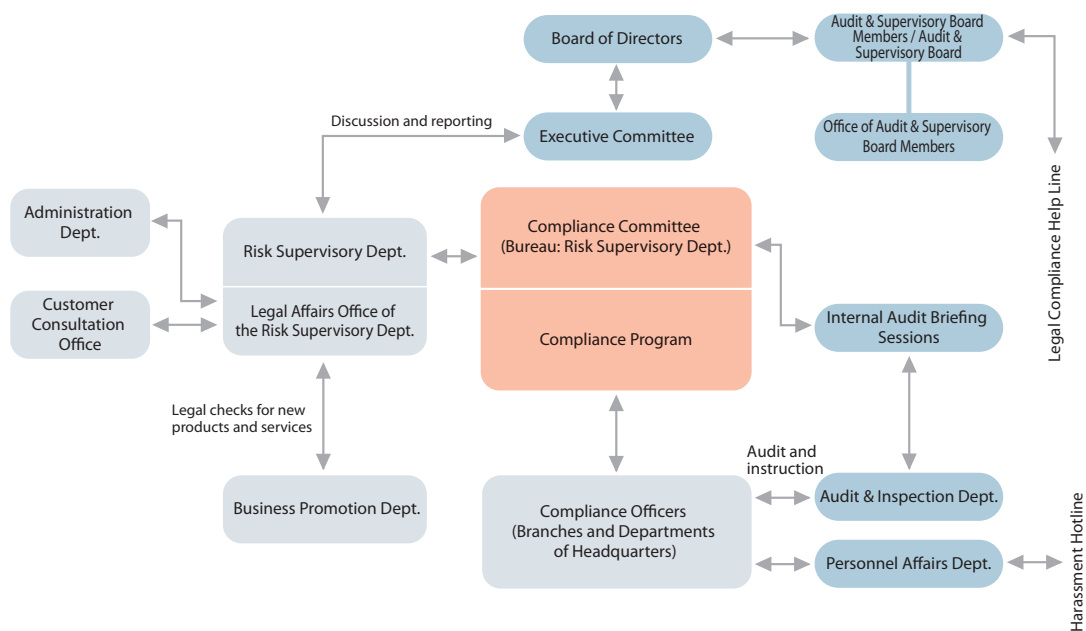 Board of Directors
Audit & Supervisory Board
Members / Audit &
Supervisory Board
Discussion and reporting
Executive Committee
Office of Audit & Supervisory
Board Members
Legal Compliance Help Line
Administration
Dept.
Risk Supervisory Dept.
Compliance Committee
(Bureau: Risk Supervisory Dept.)
Customer
Consultation
Office
Legal Affairs Office of
the Risk Supervisory Dept.
Compliance Program
Internal Audit Briefing
Sessions
Legal checks for new
products and services
Audit and
instruction
Business Promotion Dept.
Compliance Officers
(Branches and Departments
of Headquarters)
Audit & Inspection Dept.
Personnel Affairs Dept.
Harassment Hotline